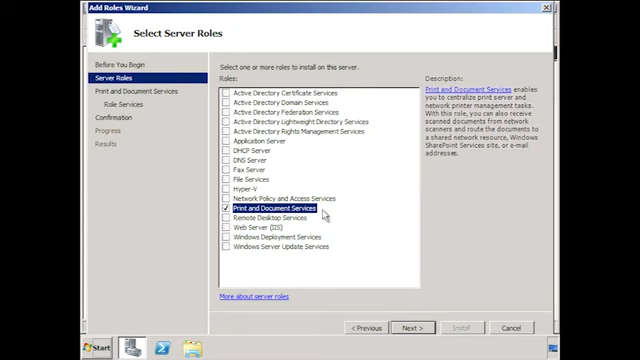 Add Roles Wizard
Select Server Roles
Before You Begin
Server Roles
Print and Document Services
Role Services
Confirmation
Progress
Results
Select one or more roles to install on this server.
Roles:
Active Directory Certificate Services
Active Directory Domain Services
Active Directory Federation Services
Active Directory Lightweight Directory Services
Active Directory Rights Management Services
Application Server
DHCP Server
DNS Server
Fax Server
File Services
Hyper-V
Network Policy and Access Services
Print and Document Services
Remote Desktop Services
Web Server (IIS)
Windows Deployment Services
Windows Server Update Services
More about server roles
Description:
Print and Document Services enables
you to centralize print server and
network printer management tasks.
With this role, you can also receive
scanned documents from network
scanners and route the documents to
a shared network resource, Windows
SharePoint Services site, or e-mail
addresses.
< Previous
Next >
Install
Cancel
Start